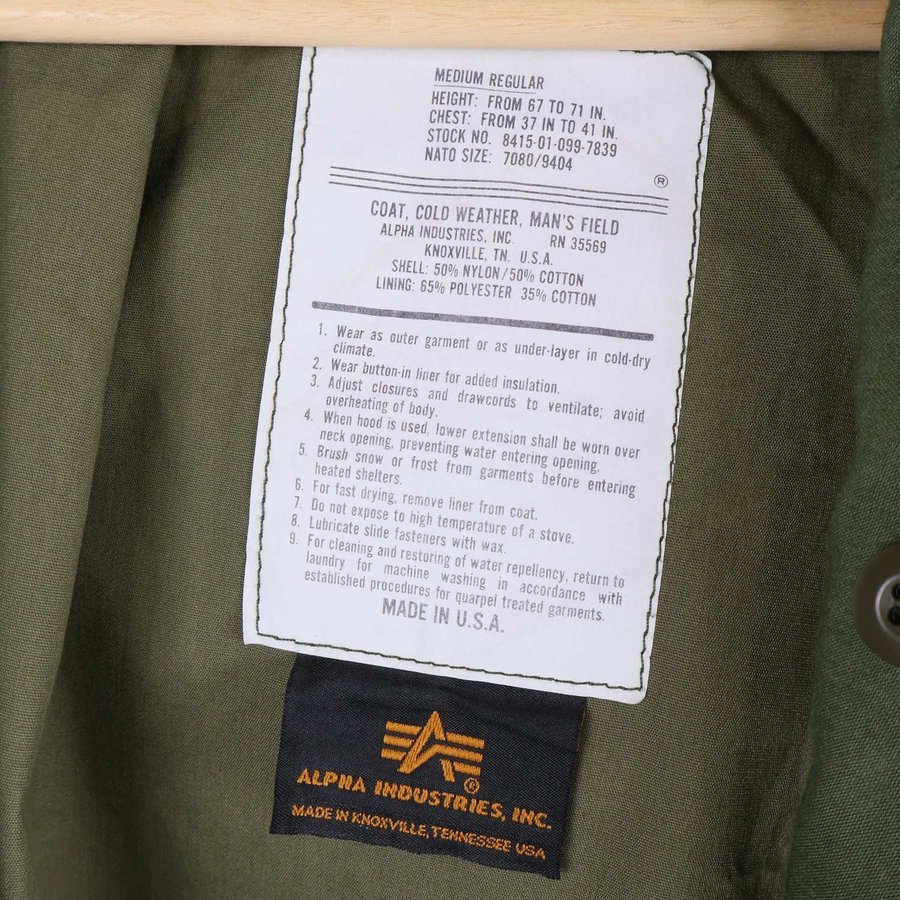 MEDIUM REGULAR
HEIGHT: FROM 67 TO 71 IN.
CHEST: FROM 37 IN TO 41 IN.
STOCK NO. 8415-01-099-7839
NATO SIZE: 7080/9404
®
COAT, COLD WEATHER, MAN'S FIELD
ALPHA INDUSTRIES, INC. RN 35569
KNOXVILLE, TN. U.S.A.
SHELL: 50% NYLON/50% COTTON
LINING: 65% POLYESTER 35% COTTON
1. Wear as outer garment or as under-layer in cold-dry
climate.
2. Wear button-in liner for added insulation.
3. Adjust closures and drawcords to ventilate; avoid
overheating of body.
4. When hood is used, lower extension shall be worn over
neck opening, preventing water entering opening.
5. Brush snow or frost from garments before entering
heated shelters.
6. For fast drying, remove liner from coat.
7. Do not expose to high temperature of a stove.
8. Lubricate slide fasteners with wax.
9. For cleaning and restoring of water repellency, return to
laundry for machine washing in accordance with
established procedures for quarpel treated garments.
MADE IN U.S.A.
®
ALPHA INDUSTRIES, INC.
MADE IN KNOXVILLE, TENNESSEE USA